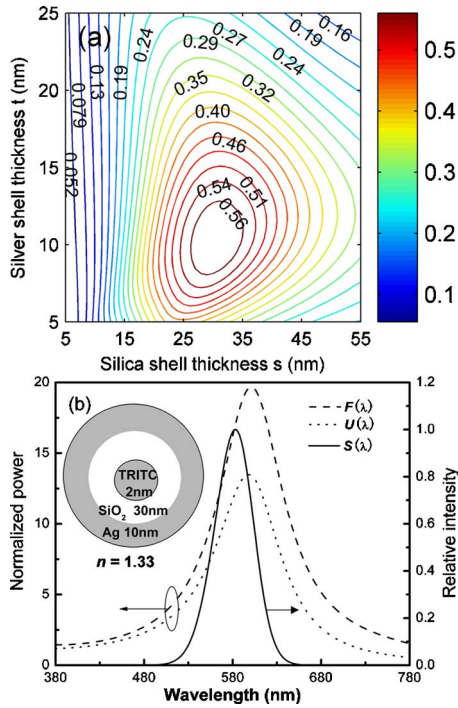 (a)
25
20
15
10
5
Silver shell thickness t (nm)
0.052
0.079
0.13
0.19
0.24
0.27
0.19
0.16
0.24
0.29
0.32
0.35
0.40
0.46
0.54
0.51
0.56
5 15 25 35 45 55
Silica shell thickness s (nm)
0.5
0.4
0.3
0.2
0.1
(b)
20
15
10
5
0
Normalized power
TRITC
2nm
SiO2 30nm
Ag 10nm
n = 1.33
F(λ)
U(λ)
S(λ)
1.2
1.0
0.8
0.6
0.4
0.2
0.0
Relative intensity
380 480 580 680 780
Wavelength (nm)